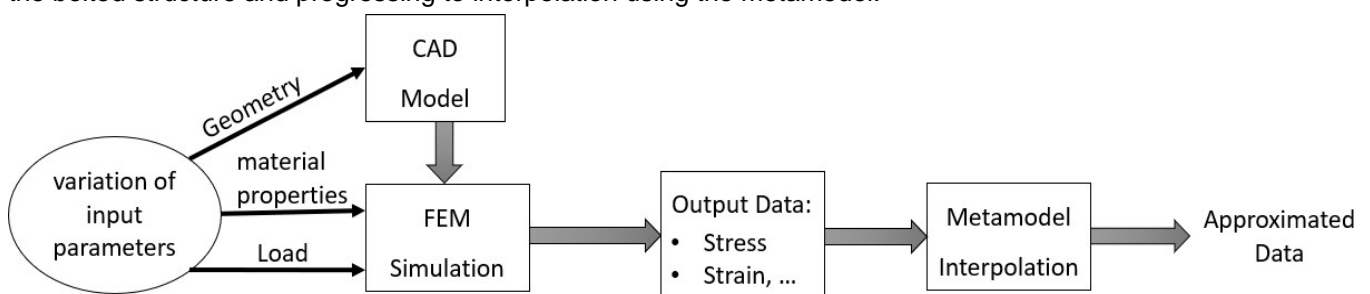 the bolted structure and progressing to interpolation using the metamodel.
CAD
Model
Geometry
variation of
input
parameters
material
properties
Load
FEM
Simulation
Output Data:
• Stress
• Strain, ...
Metamodel
Interpolation
Approximated
Data